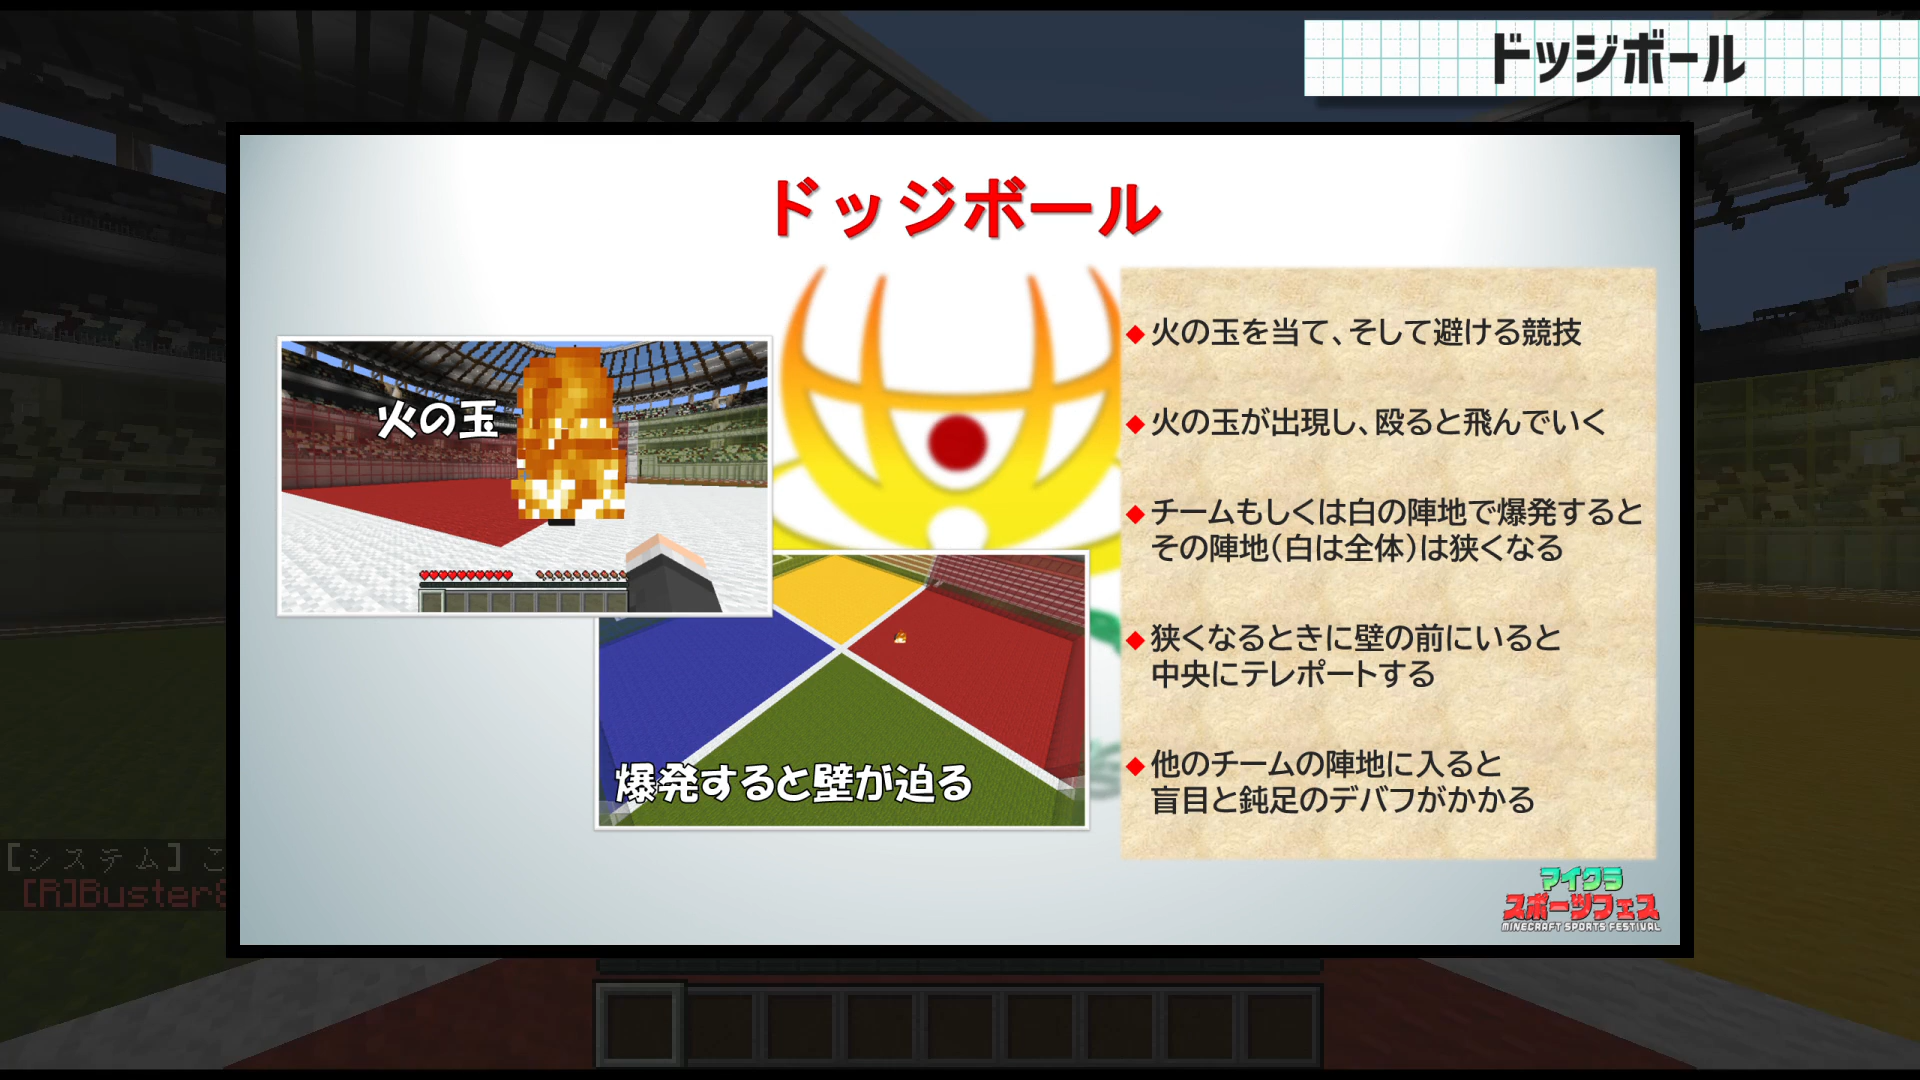 ドッジボール
ドッジボール
火の玉
爆発すると壁が迫る
◆火の玉を当て、そして避ける競技
◆火の玉が出現し、殴ると飛んでいく
◆チームもしくは白の陣地で爆発すると
その陣地（白は全体）は狭くなる
◆狭くなるときに壁の前にいると
中央にテレポートする
◆他のチームの陣地に入ると
盲目と鈍足のデバフがかかる
マイクラ
スポーツフェス
MINECRAFT SPORTS FESTIVAL
[システム] こ
[R]Buster